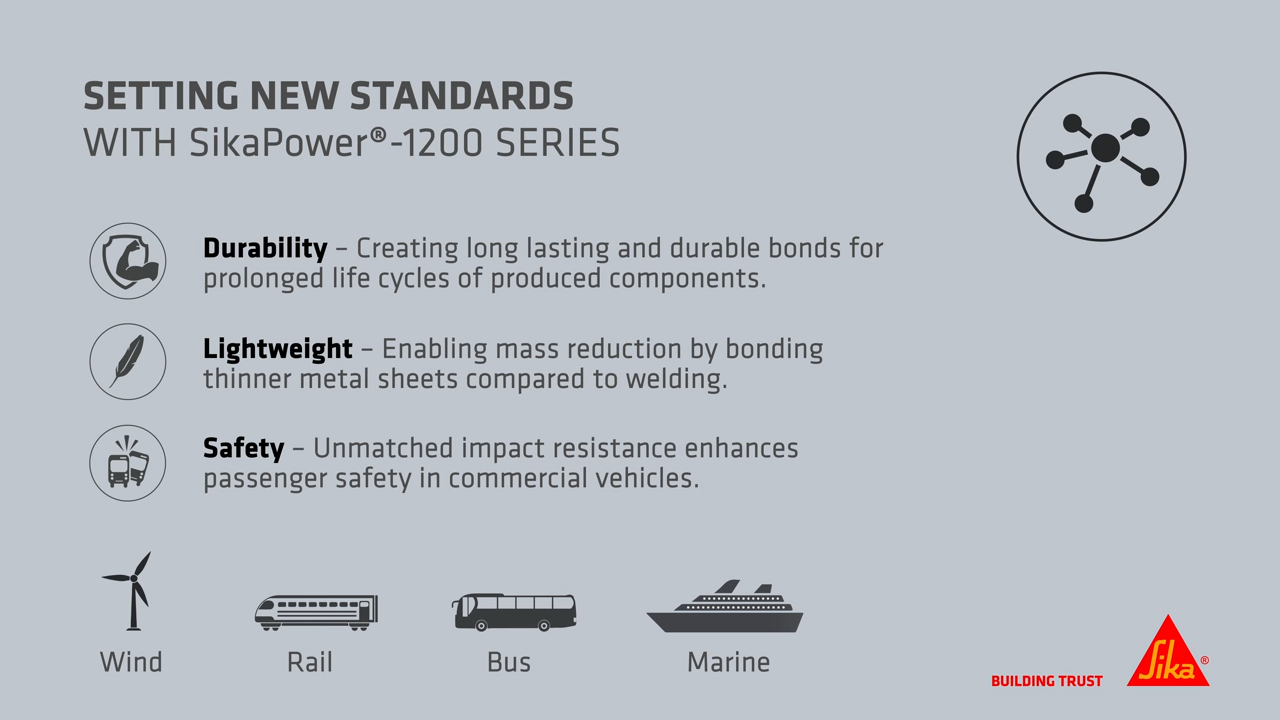 SETTING NEW STANDARDS
WITH SikaPower®-1200 SERIES
Durability – Creating long lasting and durable bonds for
prolonged life cycles of produced components.
Lightweight – Enabling mass reduction by bonding
thinner metal sheets compared to welding.
Safety – Unmatched impact resistance enhances
passenger safety in commercial vehicles.
Wind
Rail
Bus
Marine
BUILDING TRUST
Sika®